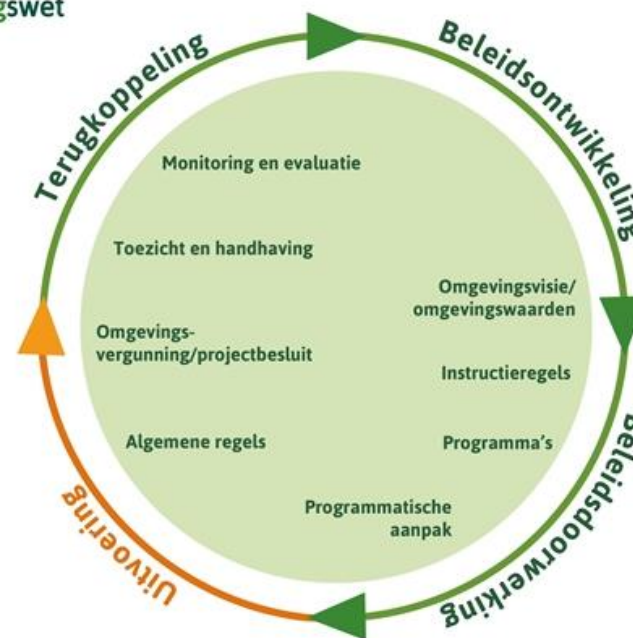 gswet
Terugkoppeling
Beleidsontwikkeling
Monitoring en evaluatie
Toezicht en handhaving
Omgevingsvisie/
omgevingswaarden
Omgevings-
vergunning/projectbesluit
Instructieregels
Algemene regels
Programma's
Programmatische
aanpak
Beleidsdoorwerking
Uitvoering